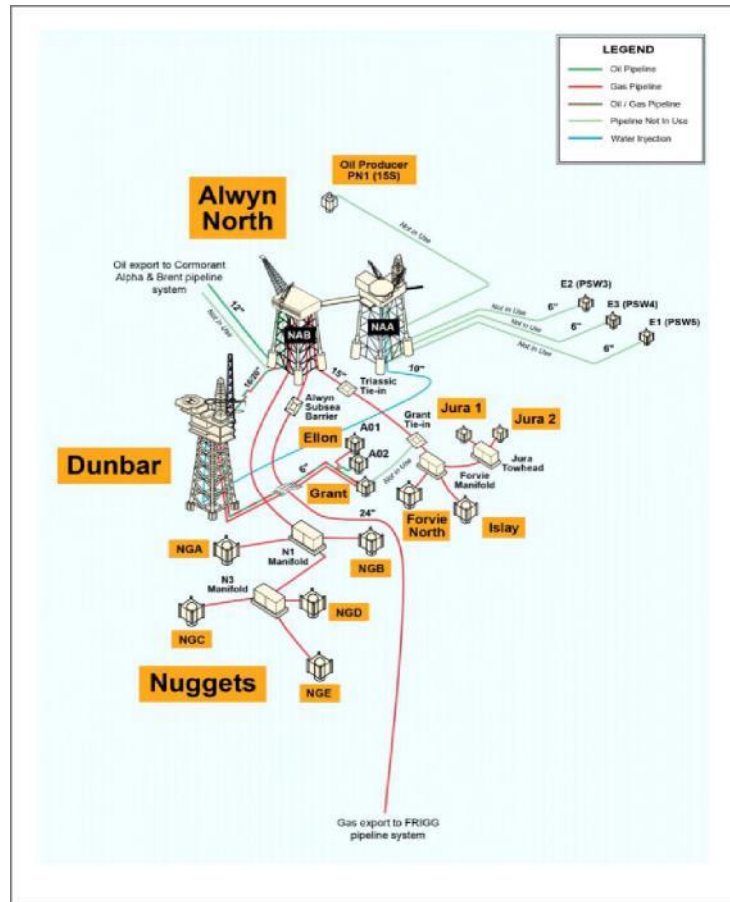 LEGEND
Oil Pipeline
Gas Pipeline
Oil / Gas Pipeline
Pipeline Not In Use
Water Injection
Oil Producer
PN1 (15S)
Alwyn
North
Not in Use
Oil export to Cormorant
Alpha & Brent pipeline
system
12"
Not in Use
NAB
NAA
Not in Use
6"
E2 (PSW3)
Not in Use
6"
E3 (PSW4)
Not in Use
6"
E1 (PSW5)
16/20"
15"
10"
Triassic
Tie-in
Alwyn
Subsea
Barrier
Grant
Tie-in
Jura 1
Jura 2
Jura
Towhead
Ellon
A01
A02
Not in Use
Forvie
Manifold
Dunbar
6"
Grant
Forvie
North
Islay
24"
NGA
N1
Manifold
NGB
N3
Manifold
NGC
NGD
NGE
Nuggets
Gas export to FRIGG
pipeline system